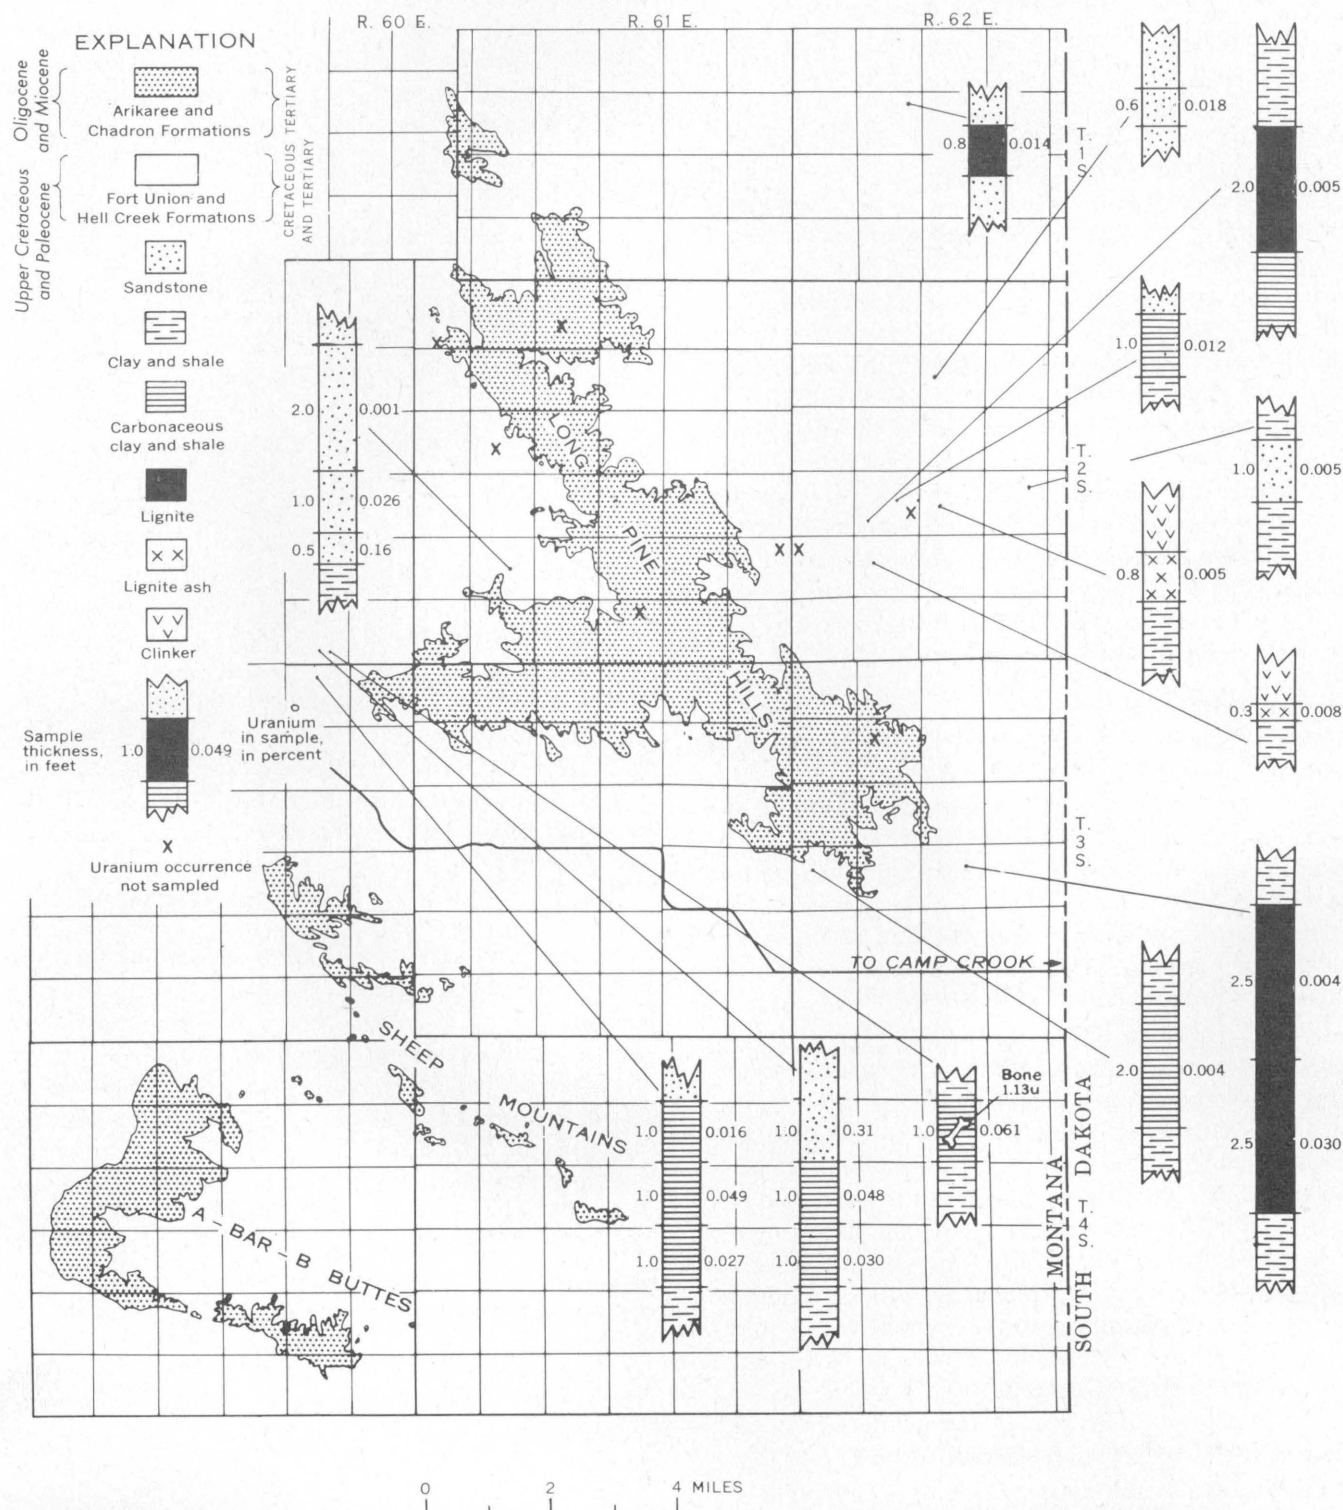 R. 60 E.
R. 61 E.
R. 62 E.
EXPLANATION
Oligocene
and Miocene
Arikaree and
Chadron Formations
Upper Cretaceous
and Paleocene
Fort Union and
Hell Creek Formations
CRETACEOUS TERTIARY
AND TERTIARY
Sandstone
Clay and shale
Carbonaceous
clay and shale
Lignite
x x
x
Lignite ash
v v
v
Clinker
Sample
thickness,
in feet
1.0
0.049
Uranium
in sample,
in percent
x
Uranium occurrence
not sampled
2.0 0.001
1.0 0.026
0.5 0.16
0.8 0.014
0.6 0.018
2.0 0.005
1.0 0.012
1.0 0.005
0.8 0.005
0.3 0.008
2.5 0.004
2.5 0.030
2.0 0.004
T.
1
S.
T.
2
S.
T.
3
S.
T.
4
S.
LONG
PINE
HILLS
TO CAMP CROOK
SHEEP
MOUNTAINS
A-BAR-B BUTTES
1.0 0.016
1.0 0.049
1.0 0.027
1.0 0.31
1.0 0.048
1.0 0.030
Bone
1.13u
1.0 0.061
MONTANA
SOUTH DAKOTA
0 2 4 MILES